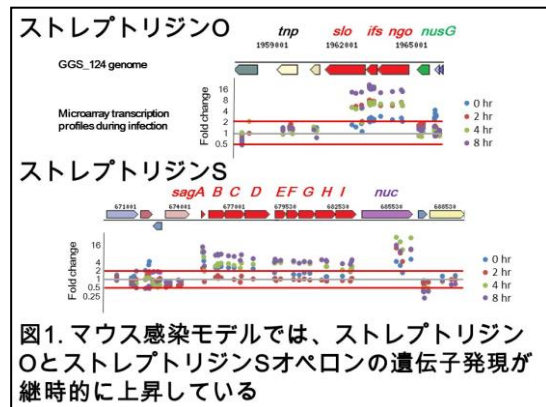 ストレプトリジンO
tnp slo ifs ngo nusG
1959001 1962001 1965001
GGS_124 genome
Microarray transcription
profiles during infection
Fold change
16
8
4
2
1
0.5
0 hr
2 hr
4 hr
8 hr
ストレプトリジンS
sagA B C D E F G H I nuc
671001 674001 677001 679530 682530 685530 688530
Fold change
16
4
2
1
0.5
0.25
0 hr
2 hr
4 hr
8 hr
図1. マウス感染モデルでは、ストレプトリジン
OとストレプトリジンSオペロンの遺伝子発現が
継時的に上昇している